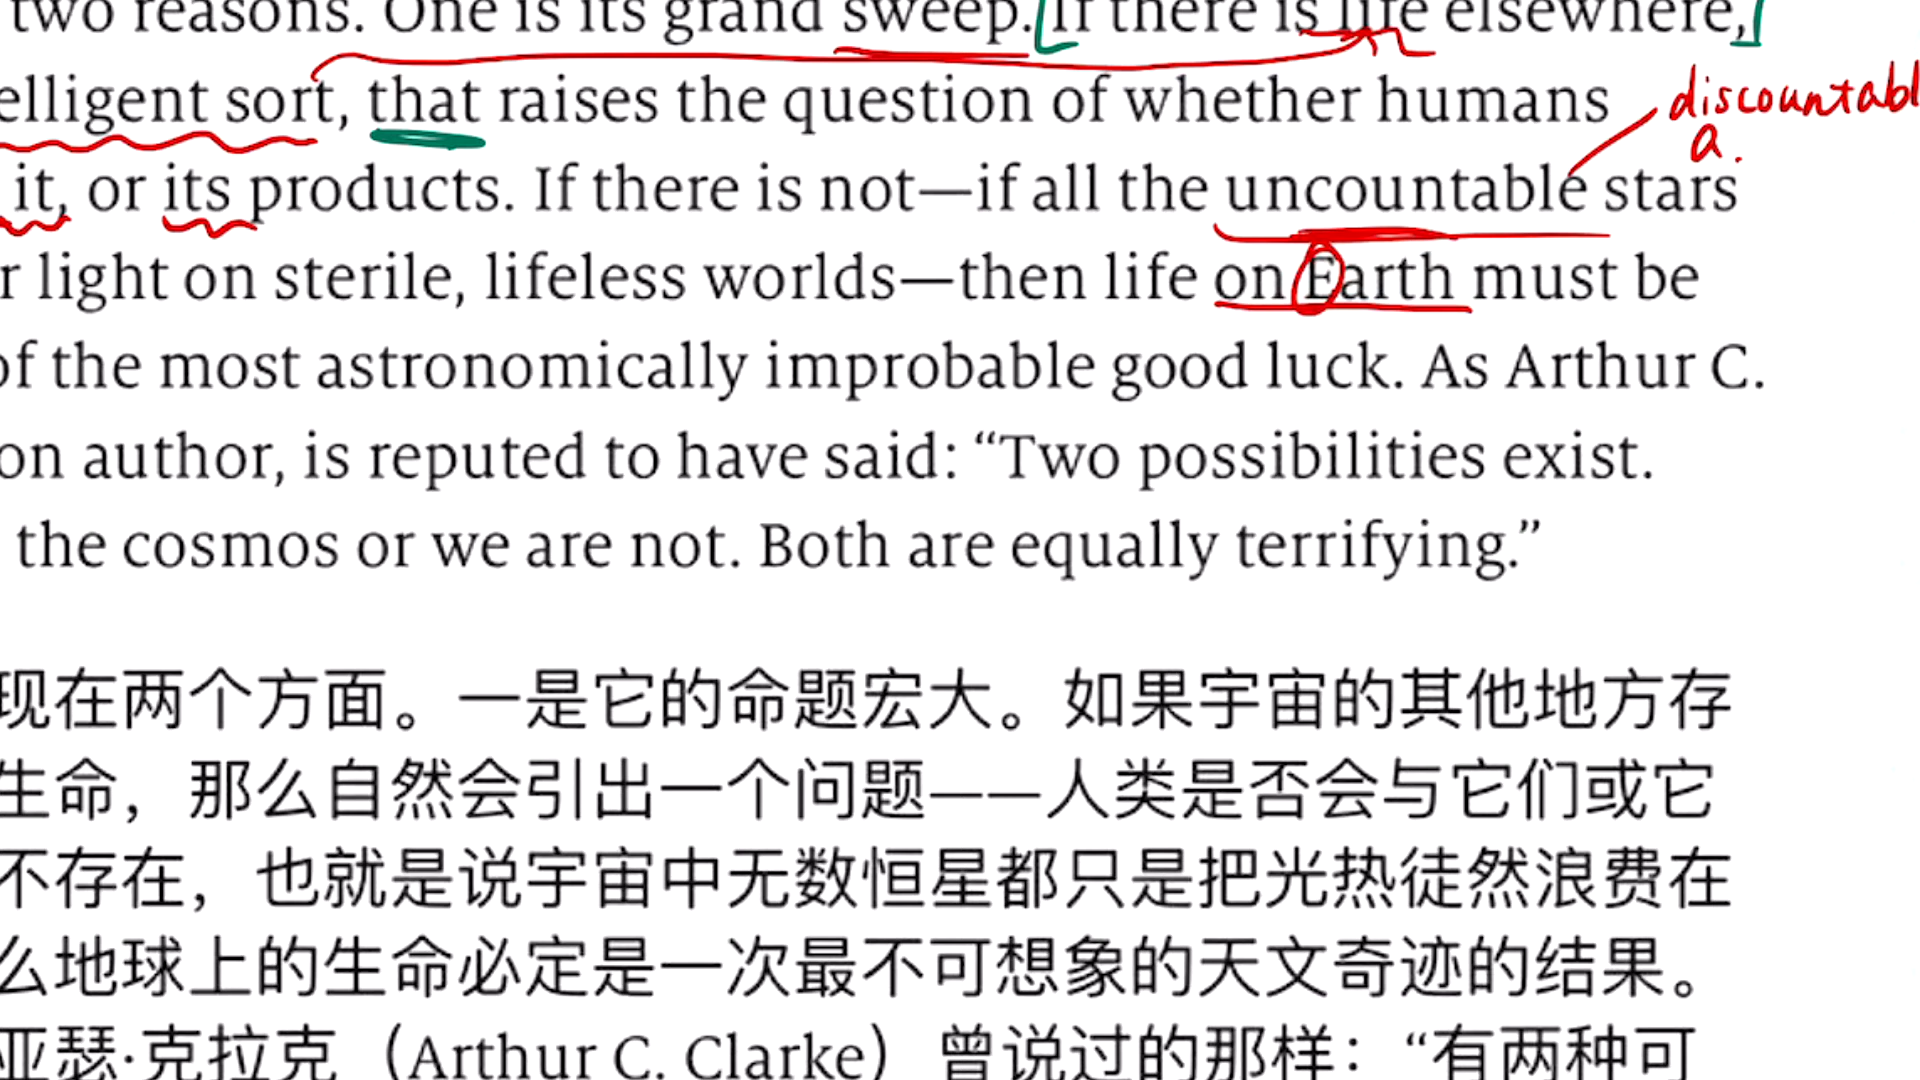 two reasons. One is its grand sweep. If there is life elsewhere,
elligent sort, that raises the question of whether humans
discountabl
a.
it, or its products. If there is not—if all the uncountable stars
r light on sterile, lifeless worlds—then life on Earth must be
of the most astronomically improbable good luck. As Arthur C.
on author, is reputed to have said: “Two possibilities exist.
the cosmos or we are not. Both are equally terrifying.”
现在两个方面。一是它的命题宏大。如果宇宙的其他地方存
生命，那么自然会引出一个问题——人类是否会与它们或它
不存在，也就是说宇宙中无数恒星都只是把光热徒然浪费在
么地球上的生命必定是一次最不可想象的天文奇迹的结果。
亚瑟·克拉克（Arthur C. Clarke）曾说过的那样：“有两种可